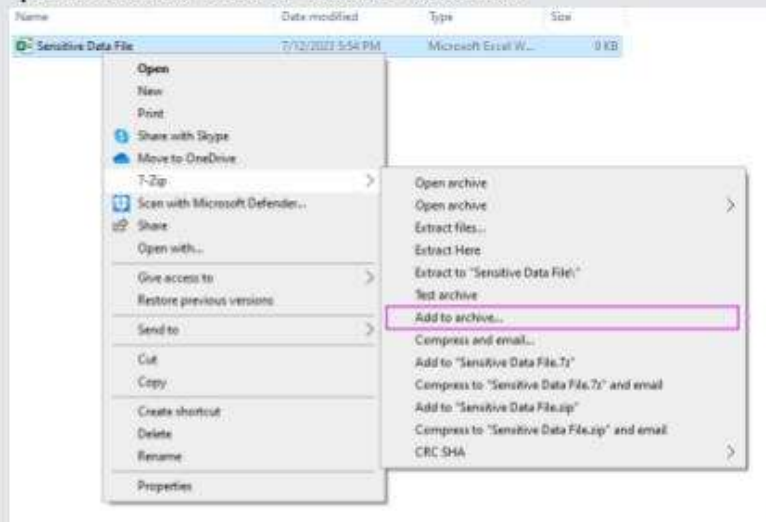 Name Date modified Type Size
Sensitive Data File 7/12/2023 5:54 PM Microsoft Excel W... 0 KB
Open
New
Print
Share with Skype
Move to OneDrive
7-Zip
Scan with Microsoft Defender...
Share
Open with...
Give access to
Restore previous versions
Send to
Cut
Copy
Create shortcut
Delete
Rename
Properties
Open archive
Open archive
Extract files...
Extract Here
Extract to "Sensitive Data File\"
Test archive
Add to archive...
Compress and email...
Add to "Sensitive Data File.7z"
Compress to "Sensitive Data File.7z" and email
Add to "Sensitive Data File.zip"
Compress to "Sensitive Data File.zip" and email
CRC SHA